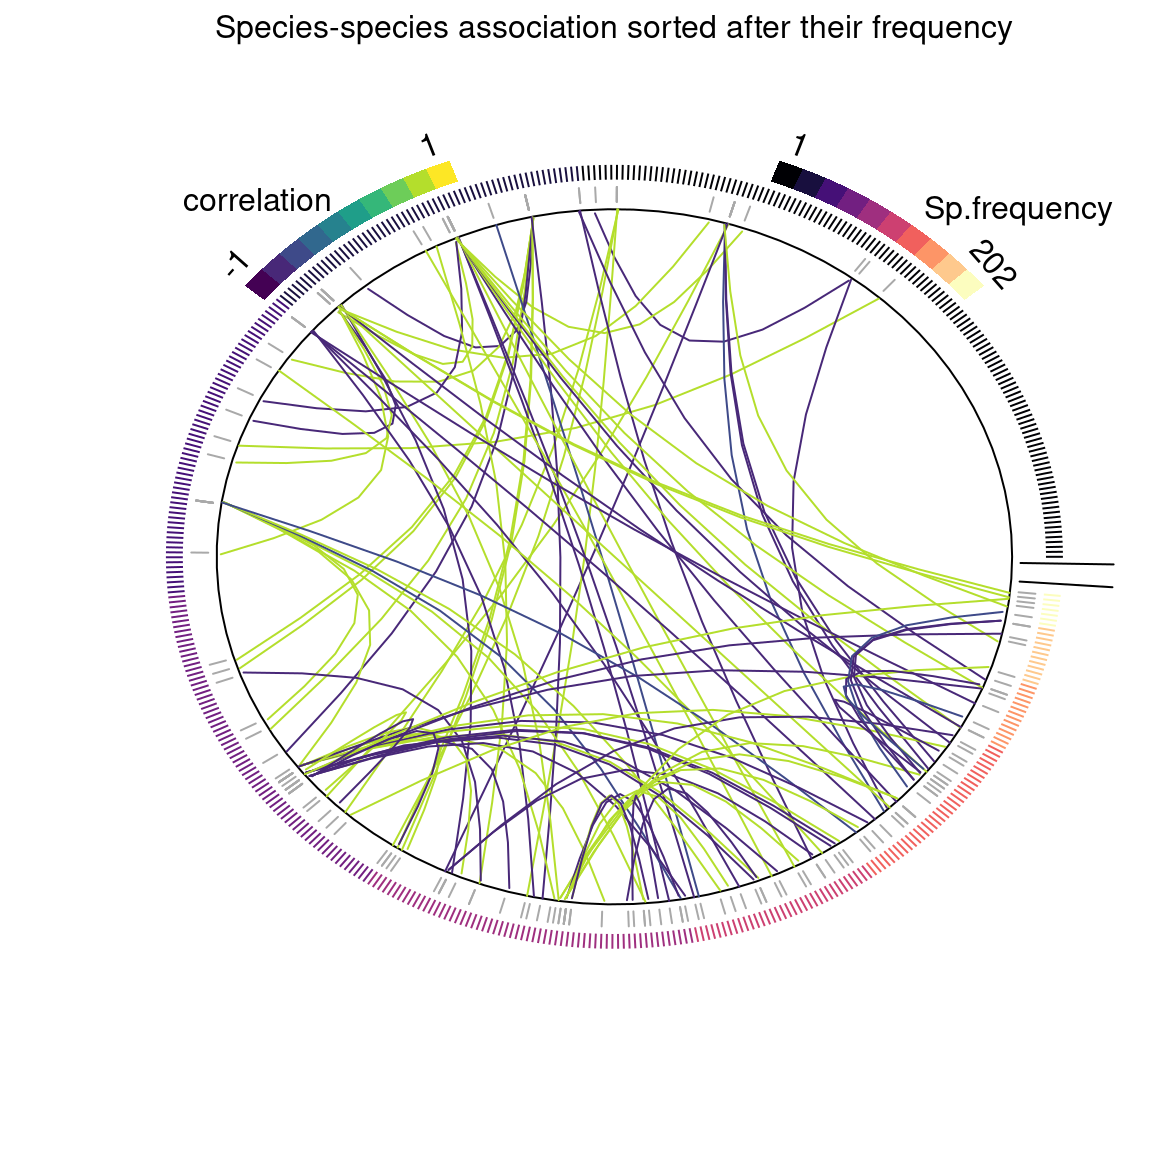 Species-species association sorted after their frequency
1
1
correlation
Sp.frequency
-1
202